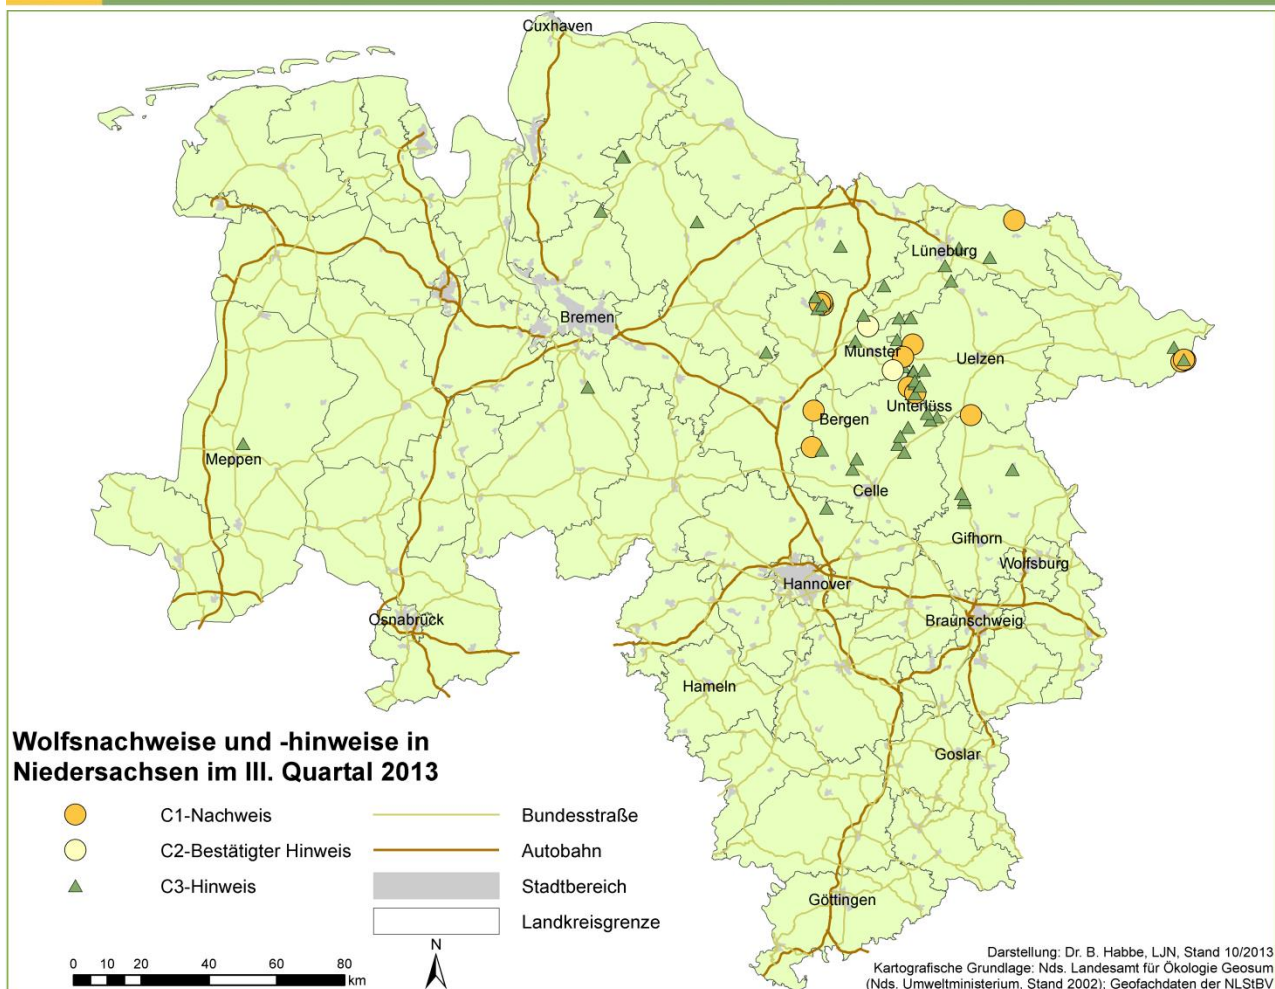 Cuxhaven
Lüneburg
Bremen
Munster
Uelzen
Unterlüss
Bergen
Meppen
Celle
Gifhorn
Wolfsburg
Hannover
Osnabrück
Braunschweig
Hameln
Goslar
Göttingen
Wolfsnachweise und -hinweise in
Niedersachsen im III. Quartal 2013
C1-Nachweis
C2-Bestätigter Hinweis
C3-Hinweis
Bundesstraße
Autobahn
Stadtbereich
Landkreisgrenze
N
0 10 20 40 60 80
km
Darstellung: Dr. B. Habbe, LJN, Stand 10/2013
Kartografische Grundlage: Nds. Landesamt für Ökologie Geosum
(Nds. Umweltministerium, Stand 2002); Geofachdaten der NLStBV